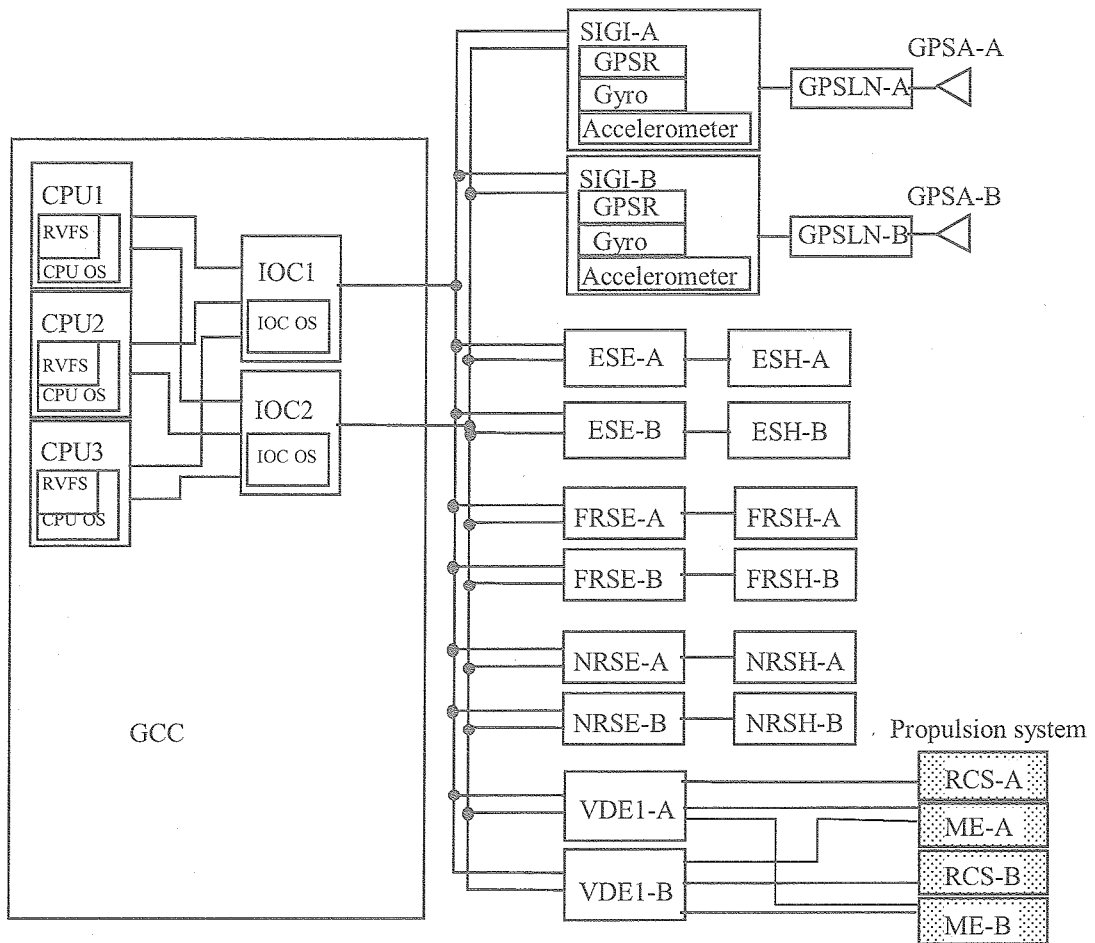 GCC
CPU1
RVFS
CPU OS
CPU2
RVFS
CPU OS
CPU3
RVFS
CPU OS
IOC1
IOC OS
IOC2
IOC OS
SIGI-A
GPSR
Gyro
Accelerometer
GPSLN-A
GPSA-A
SIGI-B
GPSR
Gyro
Accelerometer
GPSLN-B
GPSA-B
ESE-A
ESH-A
ESE-B
ESH-B
FRSE-A
FRSH-A
FRSE-B
FRSH-B
NRSE-A
NRSH-A
NRSE-B
NRSH-B
VDE1-A
VDE1-B
Propulsion system
RCS-A
ME-A
RCS-B
ME-B